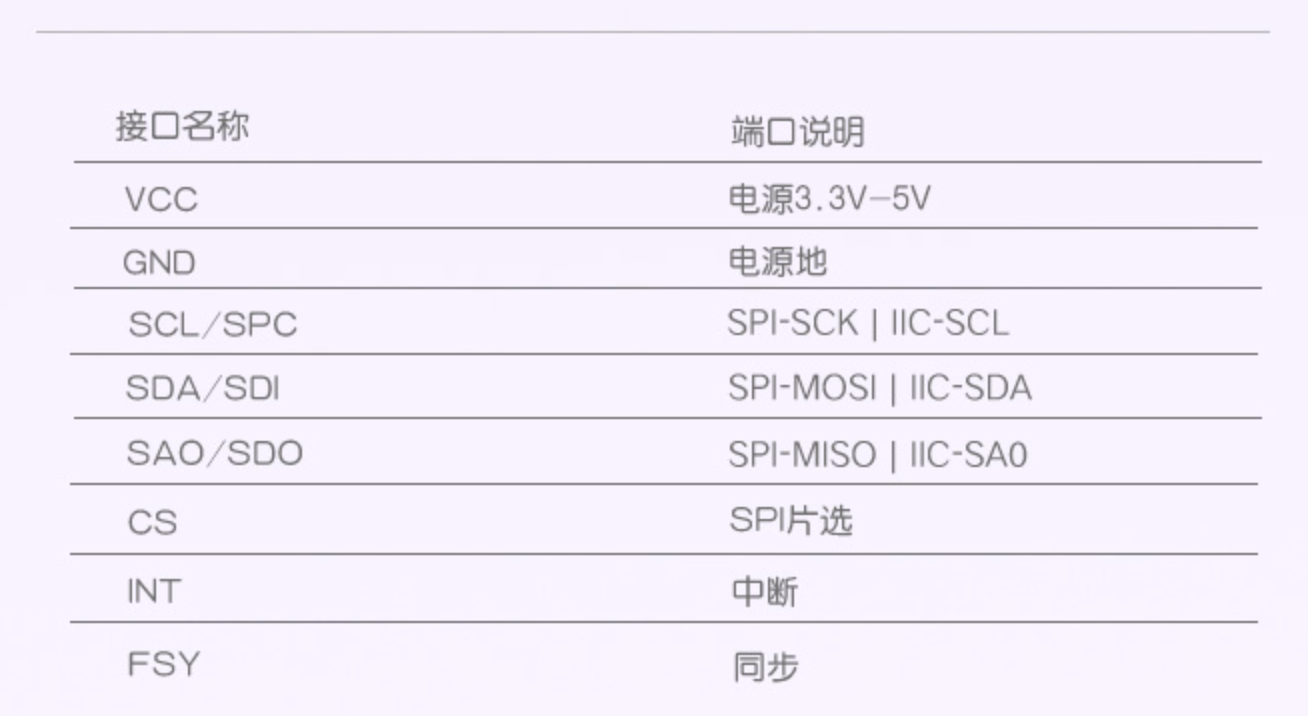 接口名称 端口说明
VCC 电源3.3V—5V
GND 电源地
SCL/SPC SPI-SCK | IIC-SCL
SDA/SDI SPI-MOSI | IIC-SDA
SAO/SDO SPI-MISO | IIC-SA0
CS SPI片选
INT 中断
FSY 同步